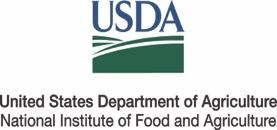 USDA
United States Department of Agriculture
National Institute of Food and Agriculture